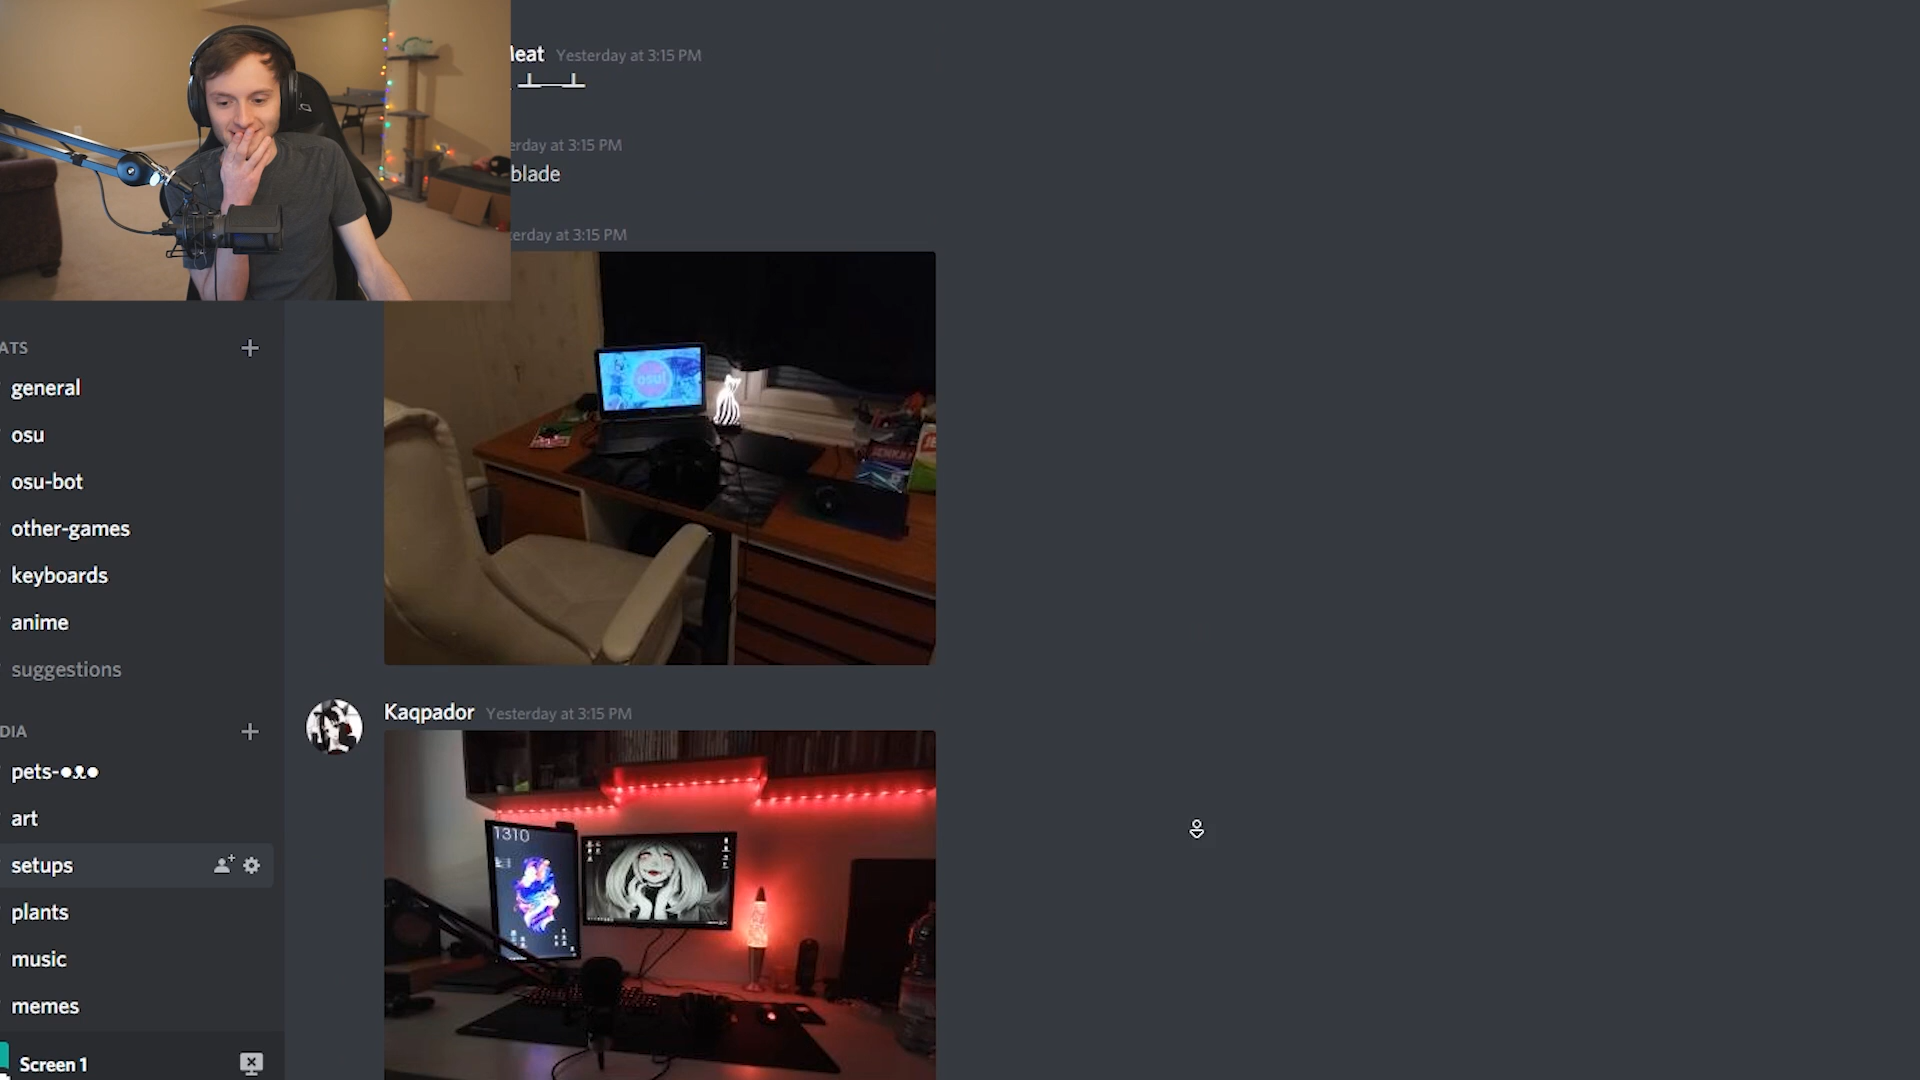 leat Yesterday at 3:15 PM
erday at 3:15 PM
blade
terday at 3:15 PM
ATS
general
osu
osu-bot
other-games
keyboards
anime
suggestions
osu!
Kaqpador Yesterday at 3:15 PM
DIA
pets-●ᴥ●
art
setups
plants
music
memes
1310
Screen 1